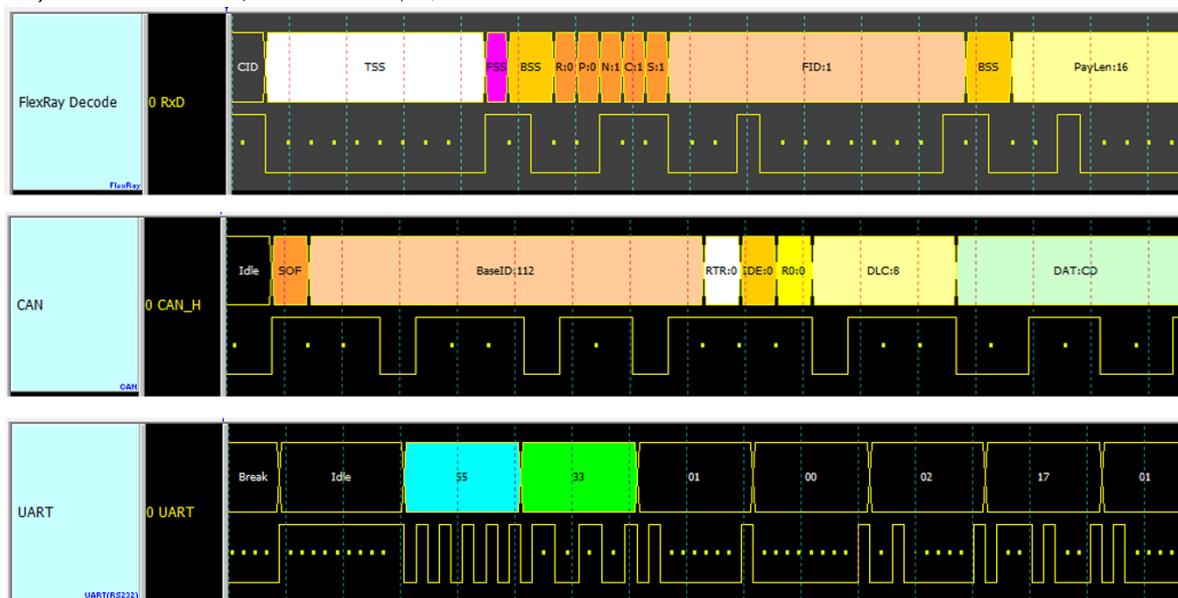 CID TSS FSS BSS R:0 P:0 N:1 C:1 S:1 FID:1 BSS PayLen:16
FlexRay Decode 0 RxD
FlexRay
Idle SOF BaseID:112 RTR:0 IDE:0 R0:0 DLC:8 DAT:CD
CAN 0 CAN_H
CAN
Break Idle 55 33 01 00 02 17 01
UART 0 UART
UART(RS232)